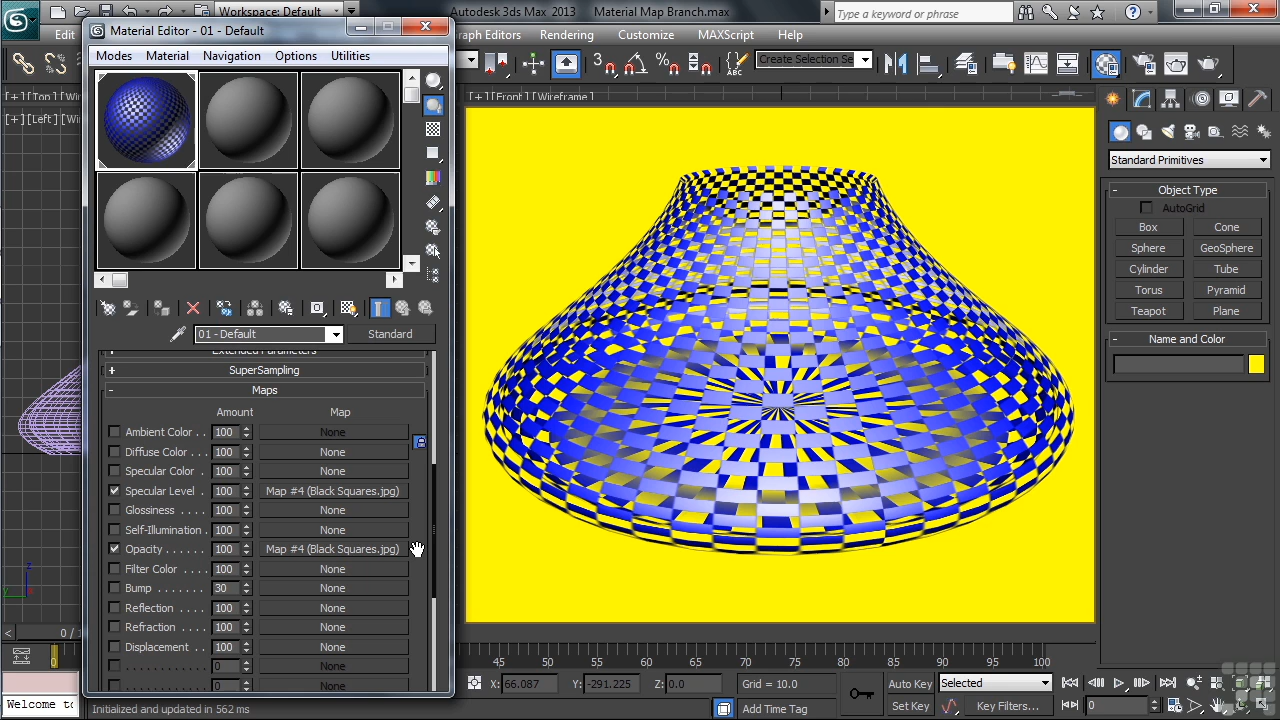 Workspace: Default
Autodesk 3ds Max 2013 Material Map Branch.max
Type a keyword or phrase
Material Editor - 01 - Default
Edit
Graph Editors Rendering Customize MAXScript Help
Modes Material Navigation Options Utilities
Create Selection Se
[+] [Top] [Wir
[+] [Front] [Wireframe]
[+] [Left] [Wi
Standard Primitives
- Object Type
AutoGrid
Box Cone
Sphere GeoSphere
Cylinder Tube
Torus Pyramid
Teapot Plane
- Name and Color
01 - Default Standard
+ Extended Parameters
+ SuperSampling
- Maps
Amount Map
Ambient Color . . 100 None
Diffuse Color . . . 100 None
Specular Color . 100 None
Specular Level . 100 Map #4 (Black Squares.jpg)
Glossiness . . . . 100 None
Self-Illumination . 100 None
Opacity . . . . . . 100 Map #4 (Black Squares.jpg)
Filter Color . . . . 100 None
Bump . . . . . . . 30 None
Reflection . . . . 100 None
Refraction . . . . 100 None
Displacement . . 100 None
. . . . . . . . . . . . 0 None
. . . . . . . . . . . . 0 None
z
y
< 0 / 1
0
45 50 55 60 65 70 75 80 85 90 95 100
X: 66.087 Y: -291.225 Z: 0.0 Grid = 10.0
Auto Key Selected
Set Key Key Filters... 0
Welcome to
Initialized and updated in 562 ms
Add Time Tag